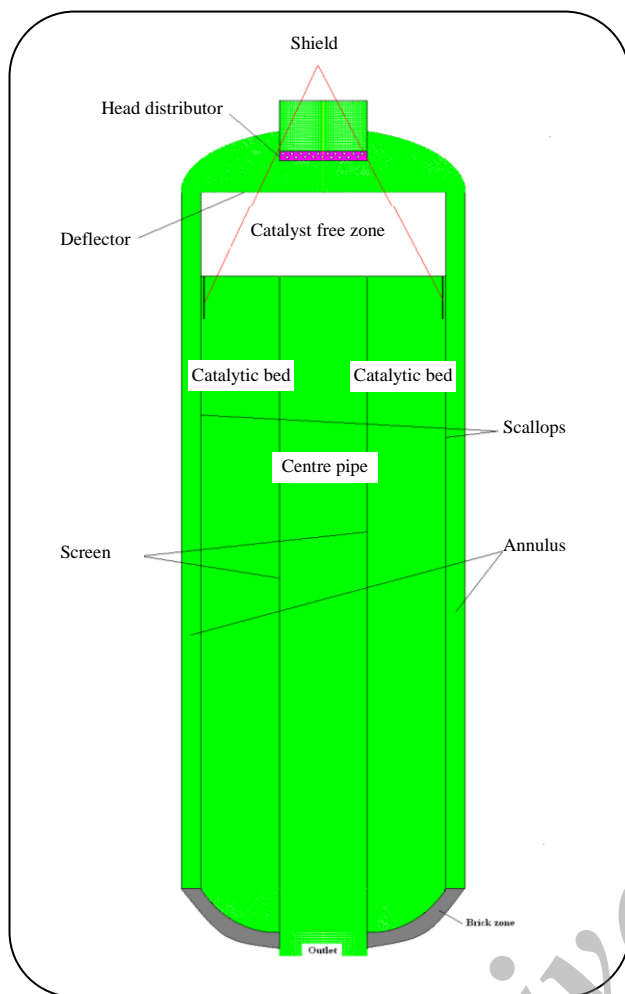 Shield
Head distributor
Deflector
Catalyst free zone
Catalytic bed
Catalytic bed
Scallops
Centre pipe
Screen
Annulus
Brick zone
Outlet